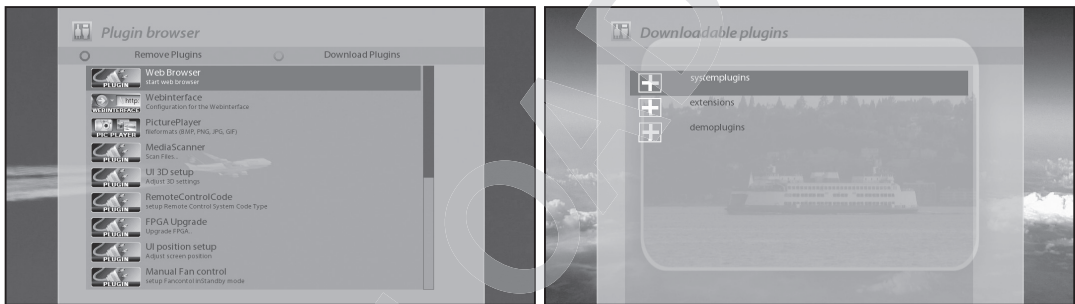 Plugin browser
Remove Plugins Download Plugins
PLUGIN
Web Browser
start web browser
http:
WEBINTERFACE
Webinterface
Configuration for the Webinterface
PIC PLAYER
PicturePlayer
fileformats (BMP, PNG, JPG, GIF)
PLUGIN
MediaScanner
Scan Files...
PLUGIN
UI 3D setup
Adjust 3D settings
PLUGIN
RemoteControlCode
setup Remote Control System Code Type
PLUGIN
FPGA Upgrade
Upgrade FPGA..
PLUGIN
UI position setup
Adjust screen position
PLUGIN
Manual Fan control
setup Fancontol inStandby mode
Downloadable plugins
systemplugins
extensions
demoplugins